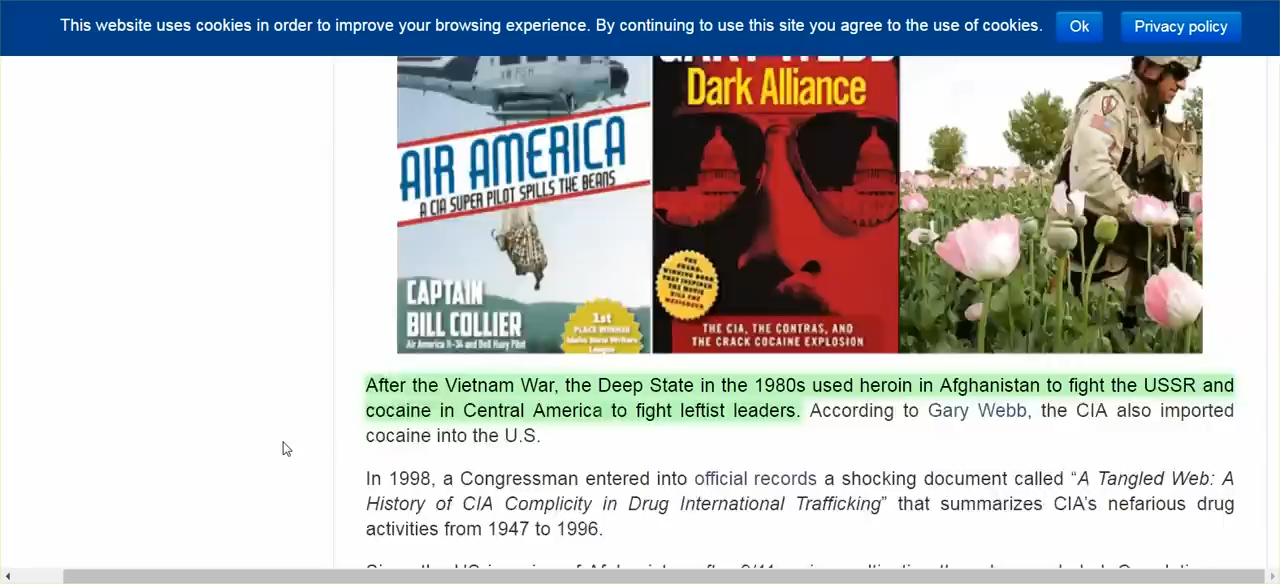 This website uses cookies in order to improve your browsing experience. By continuing to use this site you agree to the use of cookies.
Ok
Privacy policy
AIR AMERICA
A CIA SUPER PILOT SPILLS THE BEANS
CAPTAIN
BILL COLLIER
Air America H-34 and Bell Huey Pilot
1st
PLACE WINNER
Idaho State Writers
League
GARY WEBB
Dark Alliance
THE CIA, THE CONTRAS, AND
THE CRACK COCAINE EXPLOSION
After the Vietnam War, the Deep State in the 1980s used heroin in Afghanistan to fight the USSR and
cocaine in Central America to fight leftist leaders. According to Gary Webb, the CIA also imported
cocaine into the U.S.
In 1998, a Congressman entered into official records a shocking document called “A Tangled Web: A
History of CIA Complicity in Drug International Trafficking” that summarizes CIA’s nefarious drug
activities from 1947 to 1996.